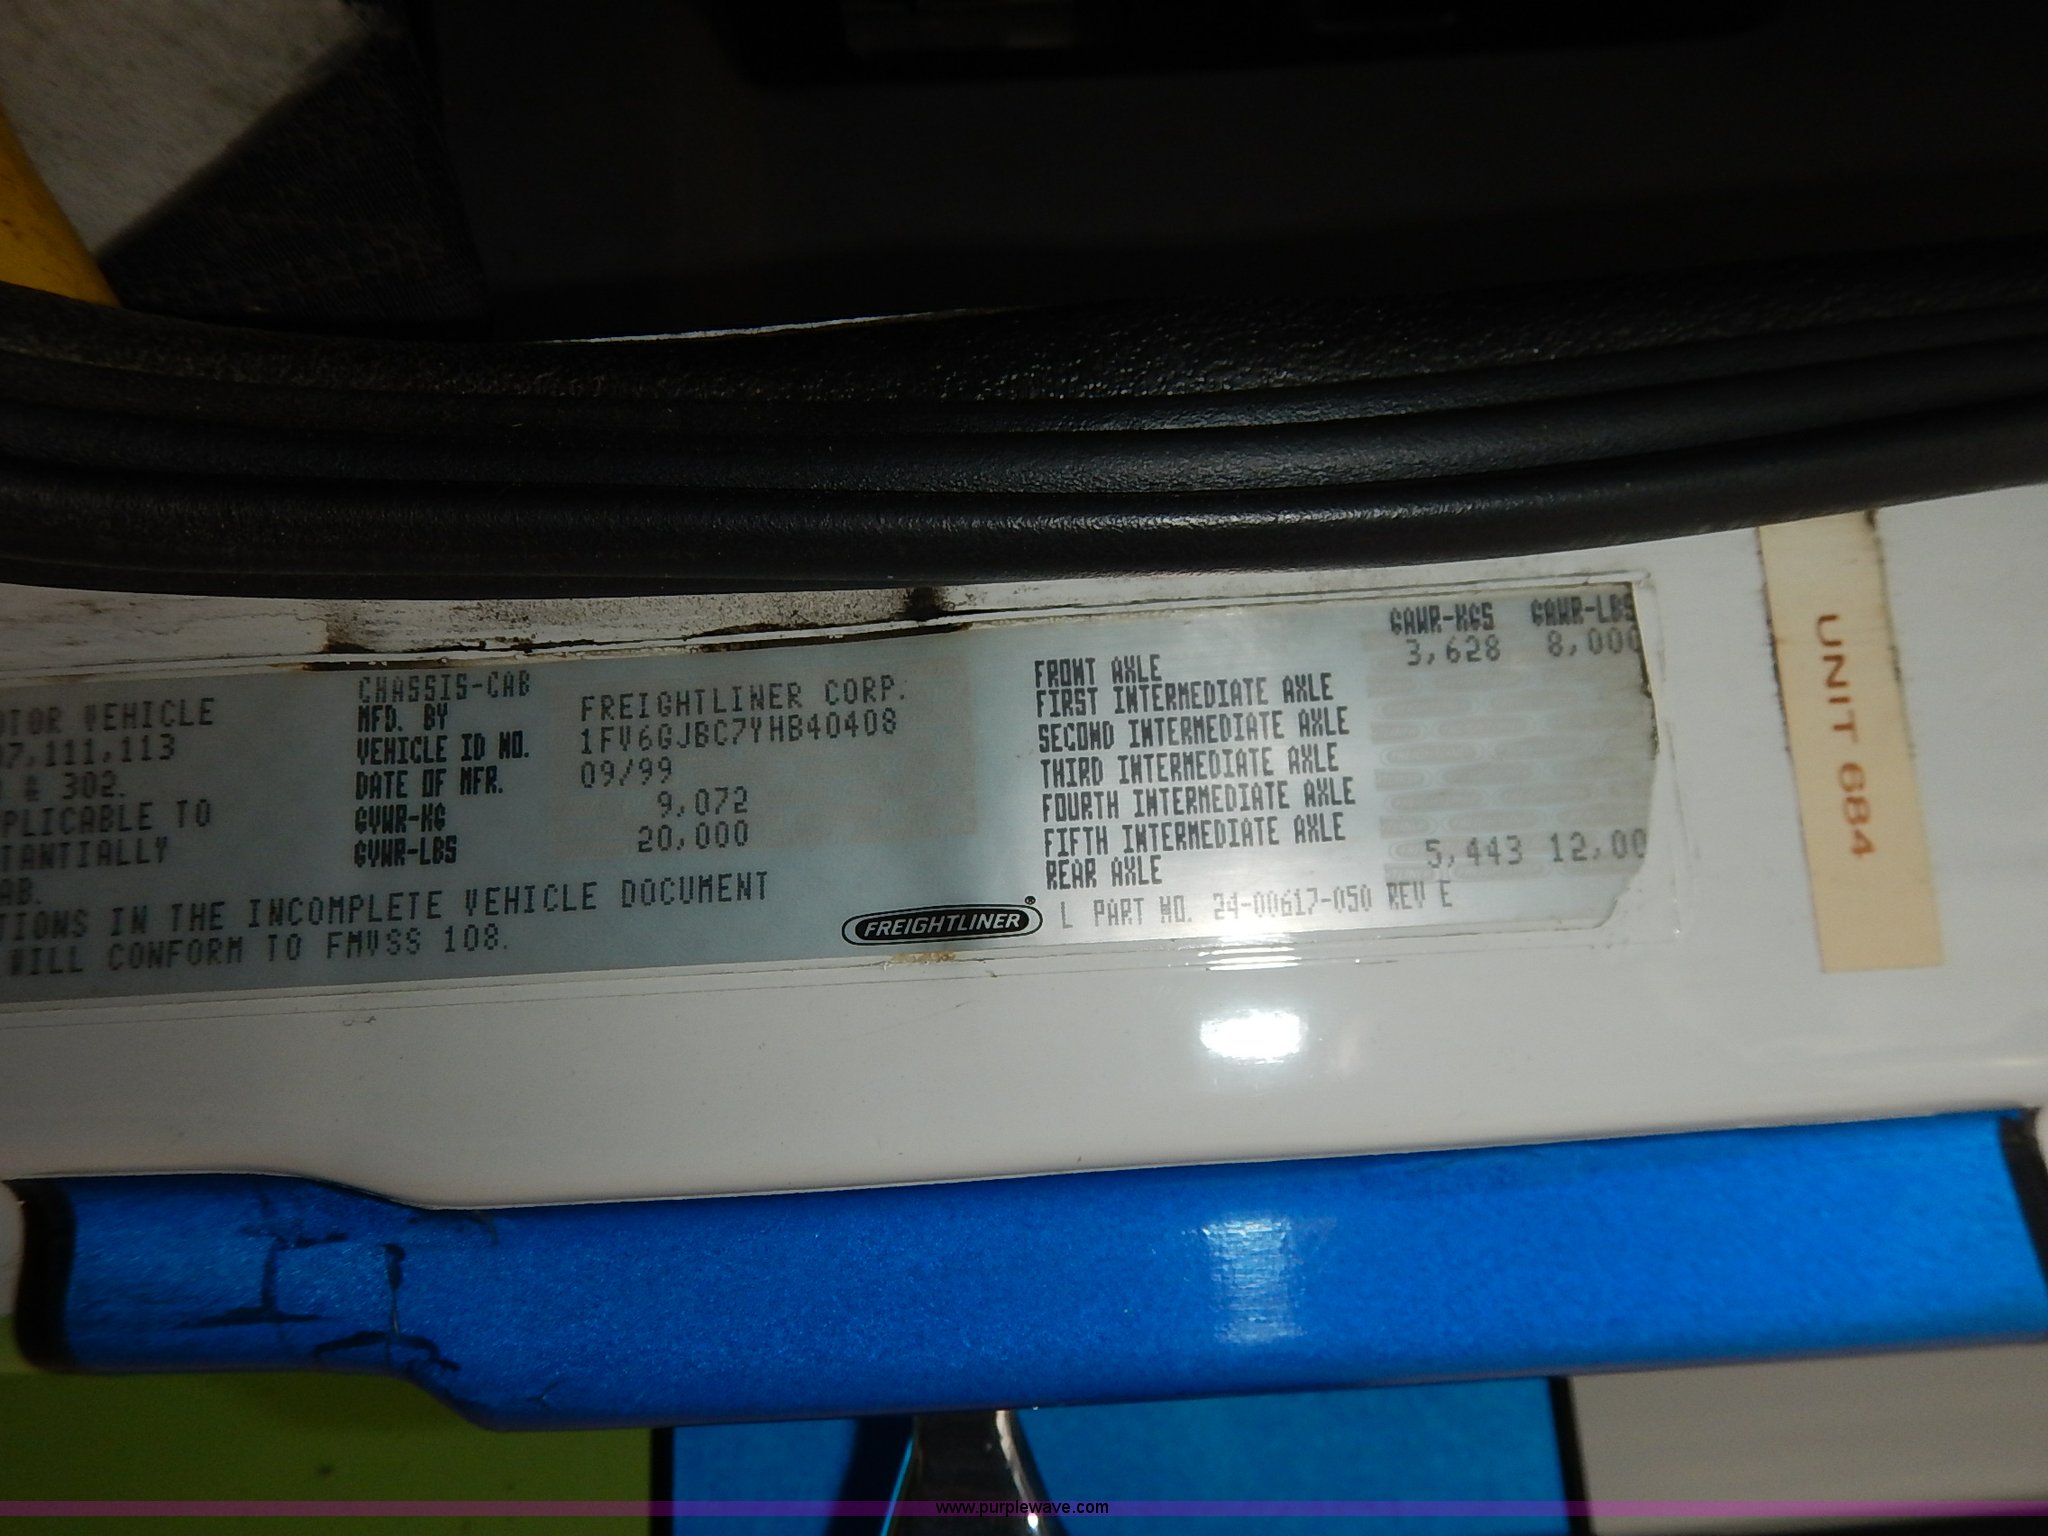 OTOR VEHICLE
07,111,113
& 302.
PLICABLE TO
TANTIALLY
AB.
TIONS IN THE INCOMPLETE VEHICLE DOCUMENT
WILL CONFORM TO FMVSS 108.
CHASSIS-CAB
MFD. BY FREIGHTLINER CORP.
VEHICLE ID NO. 1FV6GJBC7YHB40408
DATE OF MFR. 09/99
GVWR-KG 9,072
GVWR-LBS 20,000
FREIGHTLINER®
GAWR-KGS GAWR-LBS
FRONT AXLE 3,628 8,000
FIRST INTERMEDIATE AXLE
SECOND INTERMEDIATE AXLE
THIRD INTERMEDIATE AXLE
FOURTH INTERMEDIATE AXLE
FIFTH INTERMEDIATE AXLE
REAR AXLE 5,443 12,00
L PART NO. 24-00617-050 REV E
UNIT 684
www.purplewave.com